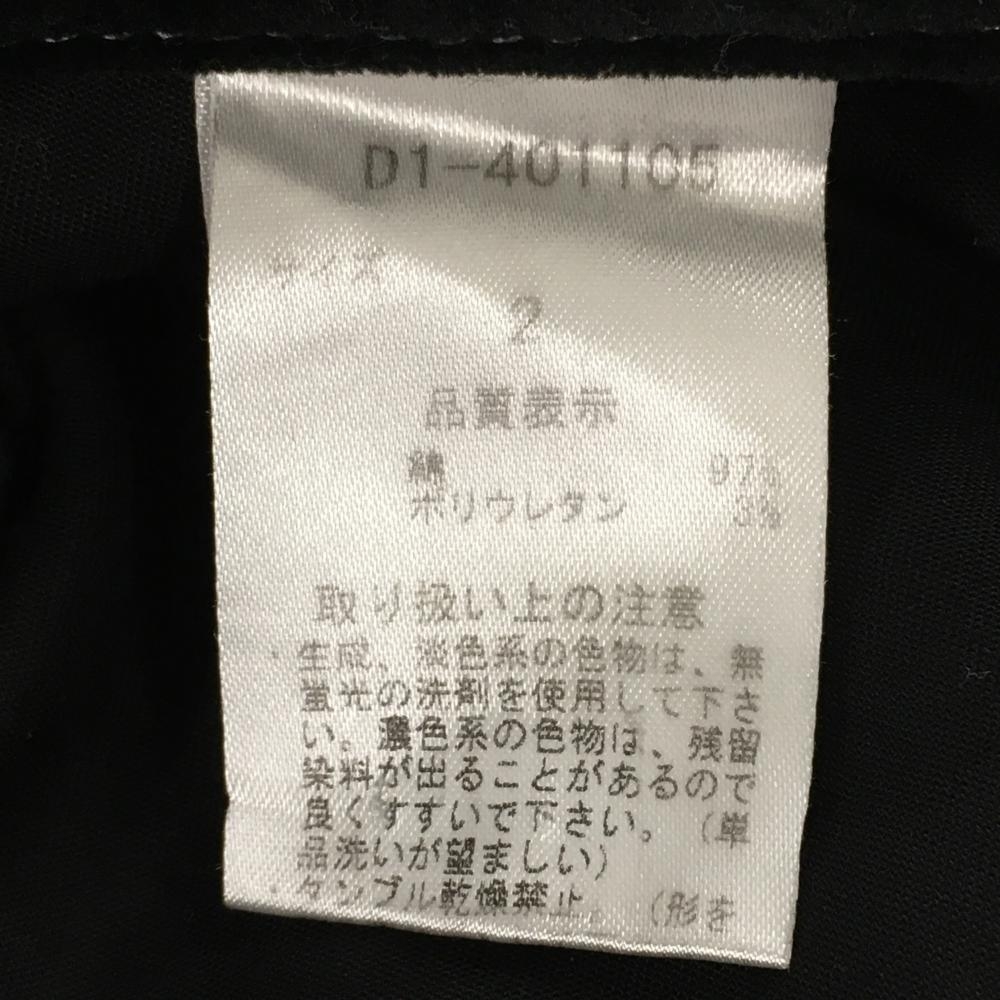 D1-401105
サイズ
2
品質表示
綿 97%
ポリウレタン 3%
取り扱い上の注意
・生成、淡色系の色物は、無
蛍光の洗剤を使用して下さ
い。濃色系の色物は、残留
染料が出ることがあるので
良くすすいで下さい。（単
品洗いが望ましい）
・タンブル乾燥禁止 （形を